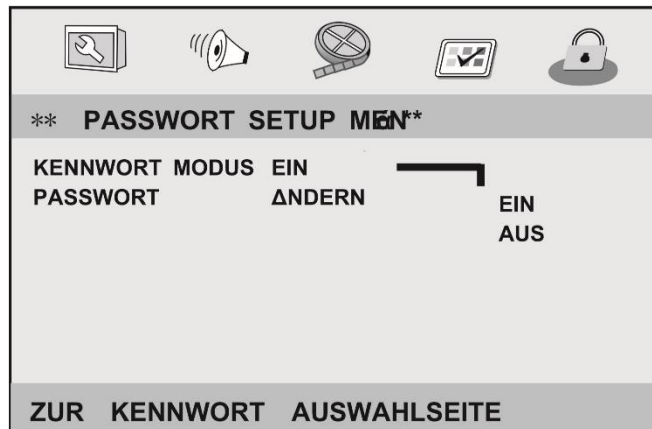 ** PASSWORT SETUP **
KENNWORT MODUS EIN
PASSWORT ΔNDERN
EIN
AUS
ZUR KENNWORT AUSWAHLSEITE